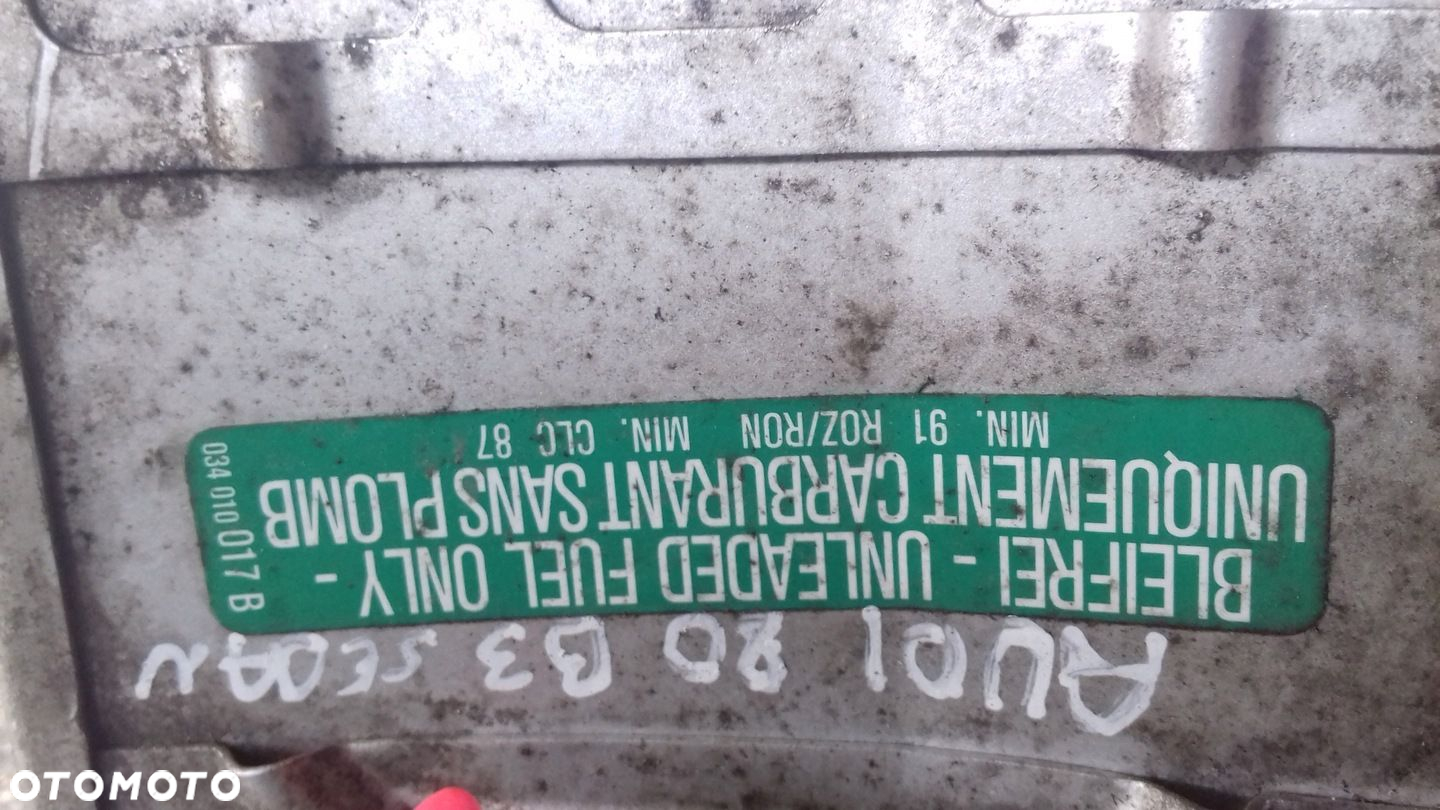 AUDI 80 B3 SEDAN
BLEIFREI - UNLEADED FUEL ONLY -
UNIQUEMENT CARBURANT SANS PLOMB
MIN. 91 ROZ/RON MIN. CLC 87
034 010 017 B
OTOMOTO